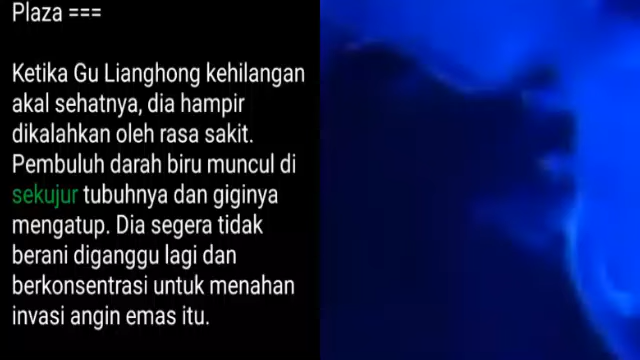 Plaza ===
Ketika Gu Lianghong kehilangan
akal sehatnya, dia hampir
dikalahkan oleh rasa sakit.
Pembuluh darah biru muncul di
sekujur tubuhnya dan giginya
mengatup. Dia segera tidak
berani diganggu lagi dan
berkonsentrasi untuk menahan
invasi angin emas itu.